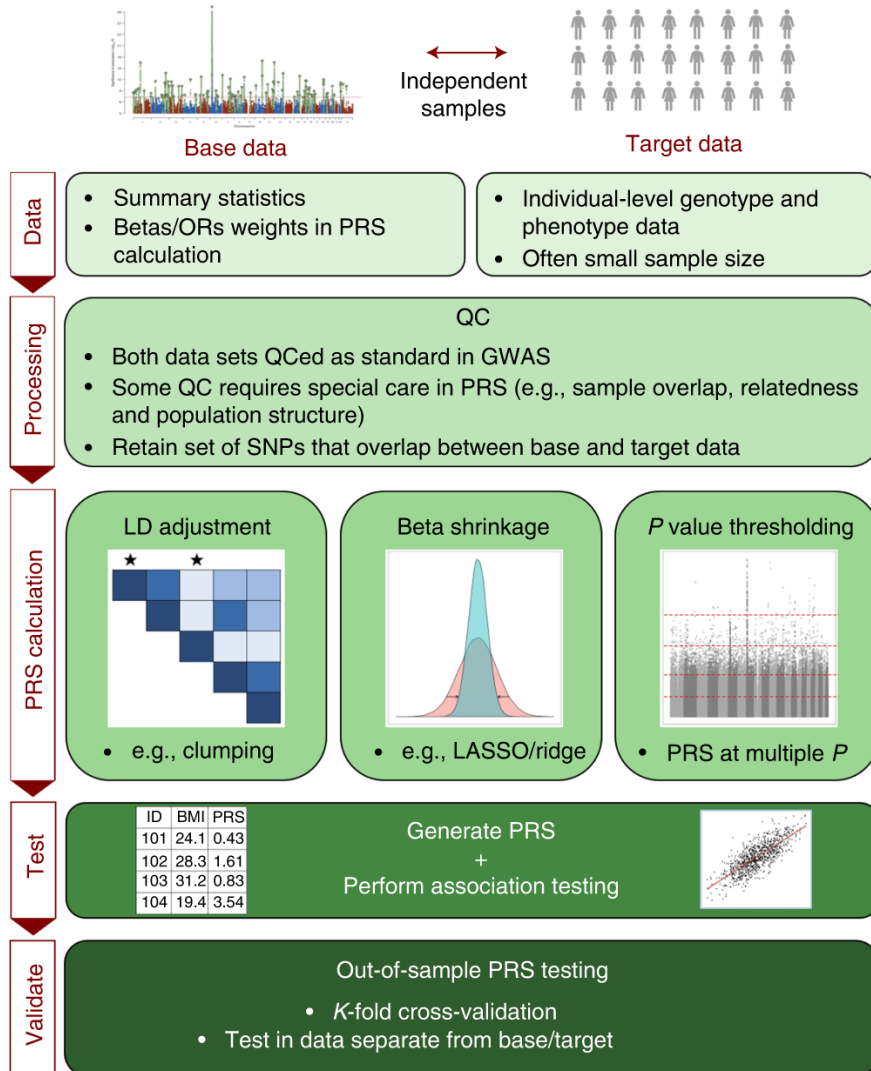 Independent
samples
Base data
Target data
Data
• Summary statistics
• Betas/ORs weights in PRS
calculation
• Individual-level genotype and
phenotype data
• Often small sample size
Processing
QC
• Both data sets QCed as standard in GWAS
• Some QC requires special care in PRS (e.g., sample overlap, relatedness
and population structure)
• Retain set of SNPs that overlap between base and target data
PRS calculation
LD adjustment
• e.g., clumping
Beta shrinkage
• e.g., LASSO/ridge
P value thresholding
• PRS at multiple P
Test
ID BMI PRS
101 24.1 0.43
102 28.3 1.61
103 31.2 0.83
104 19.4 3.54
Generate PRS
+
Perform association testing
Validate
Out-of-sample PRS testing
• K-fold cross-validation
• Test in data separate from base/target